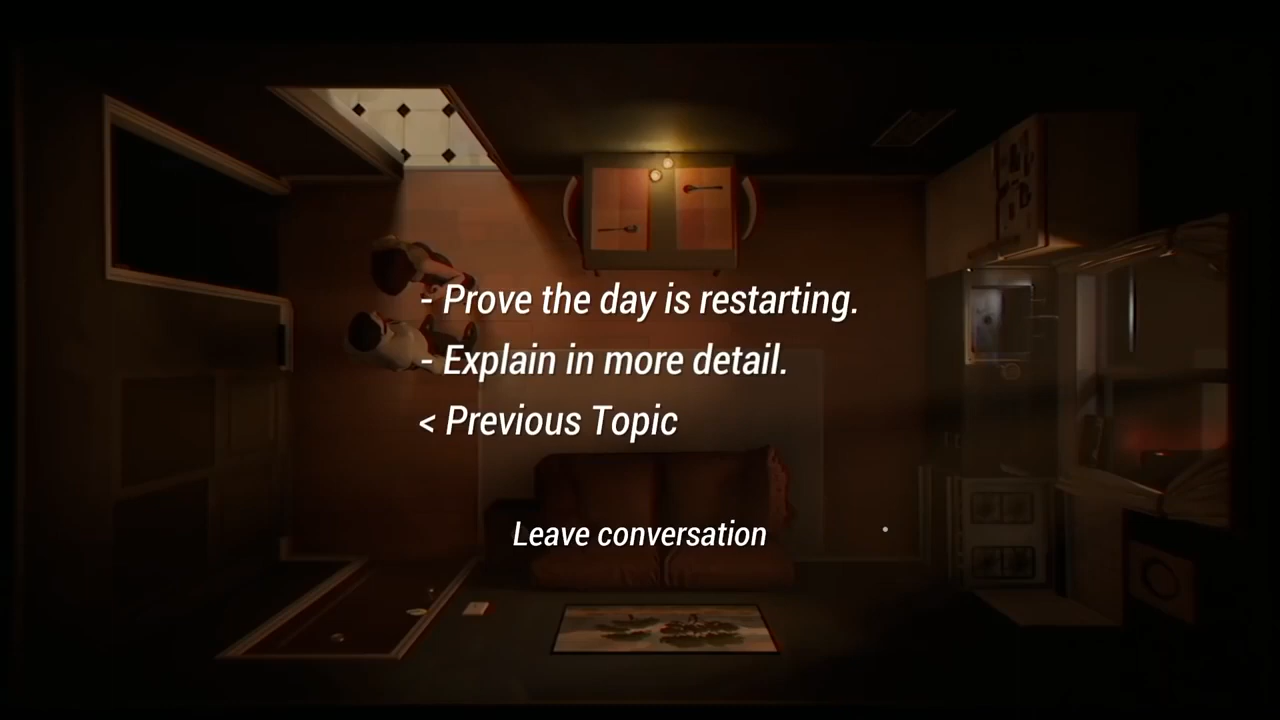 - Prove the day is restarting.
- Explain in more detail.
< Previous Topic
Leave conversation